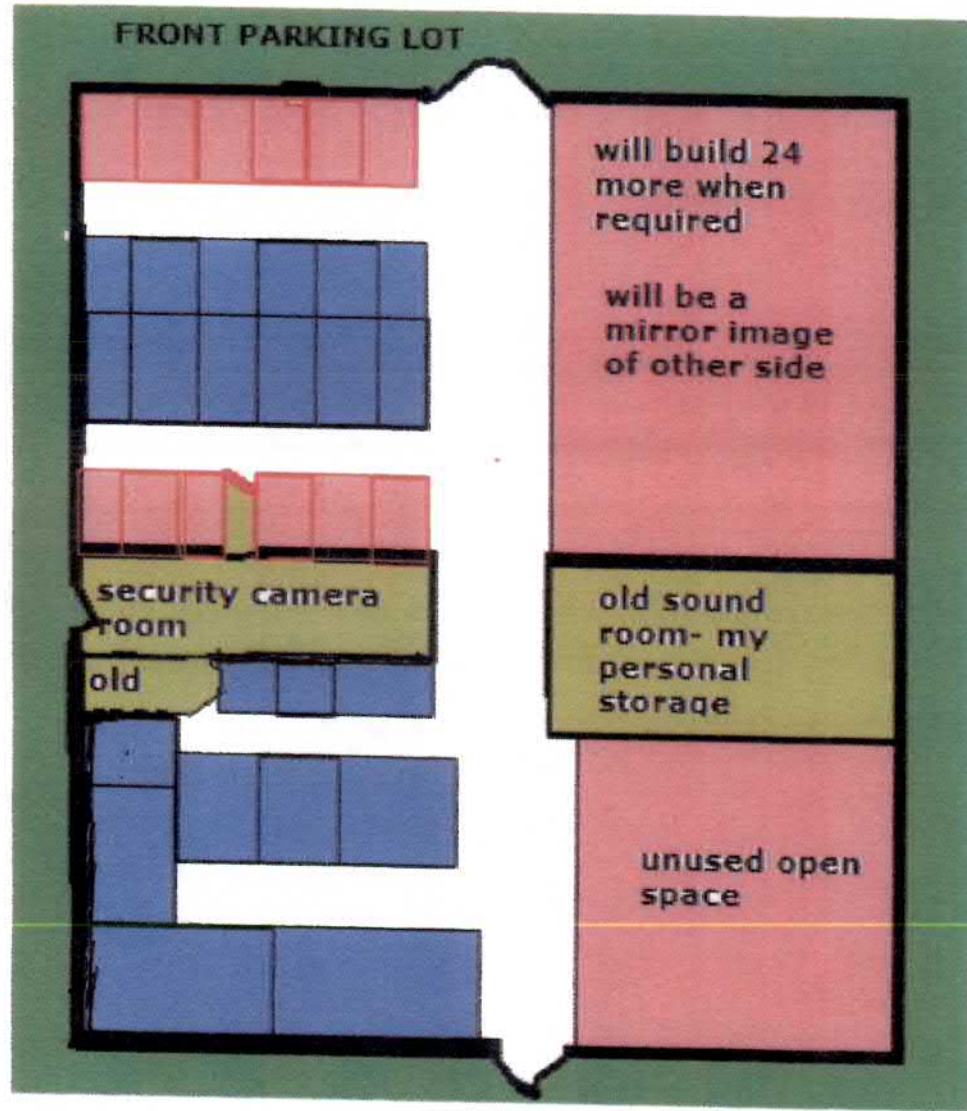 FRONT PARKING LOT
will build 24
more when
required
will be a
mirror image
of other side
security camera
room
old sound
room- my
personal
storage
old
unused open
space